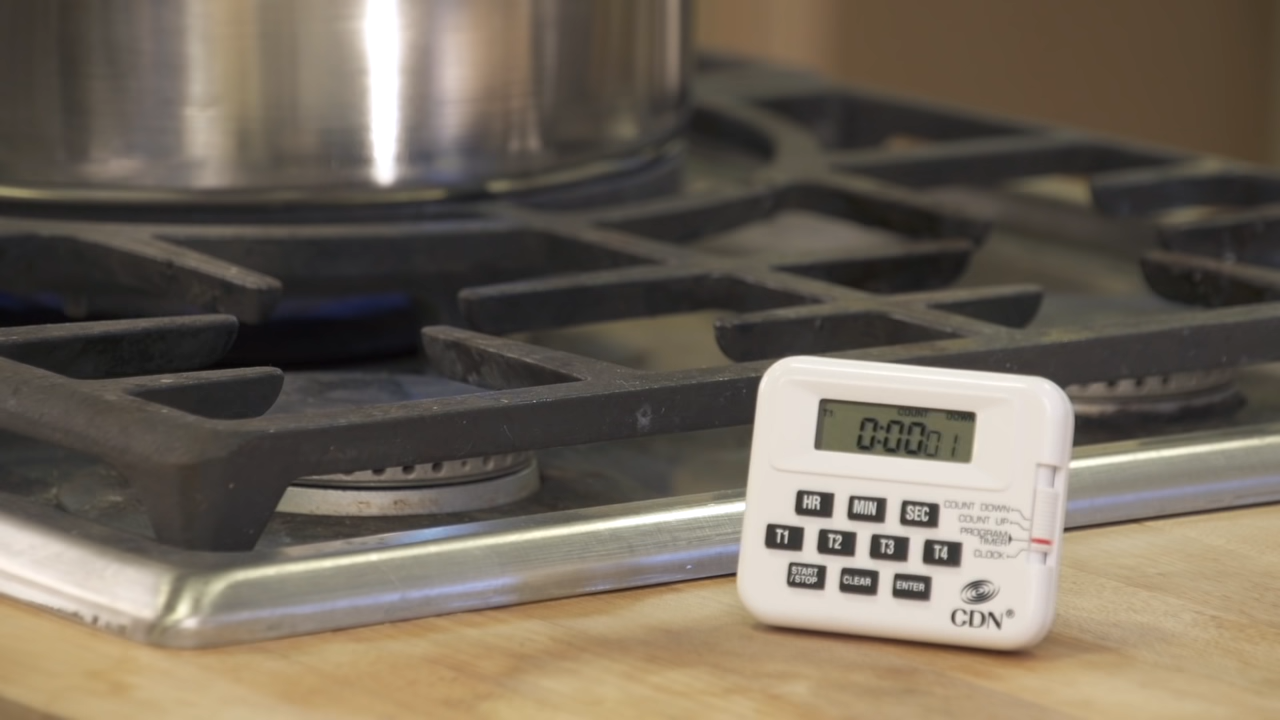 T1 COUNT DOWN
0:00 01
HR MIN SEC
COUNT DOWN
COUNT UP
PROGRAM
TIMER
CLOCK
T1 T2 T3 T4
START
/STOP
CLEAR ENTER
CDN®